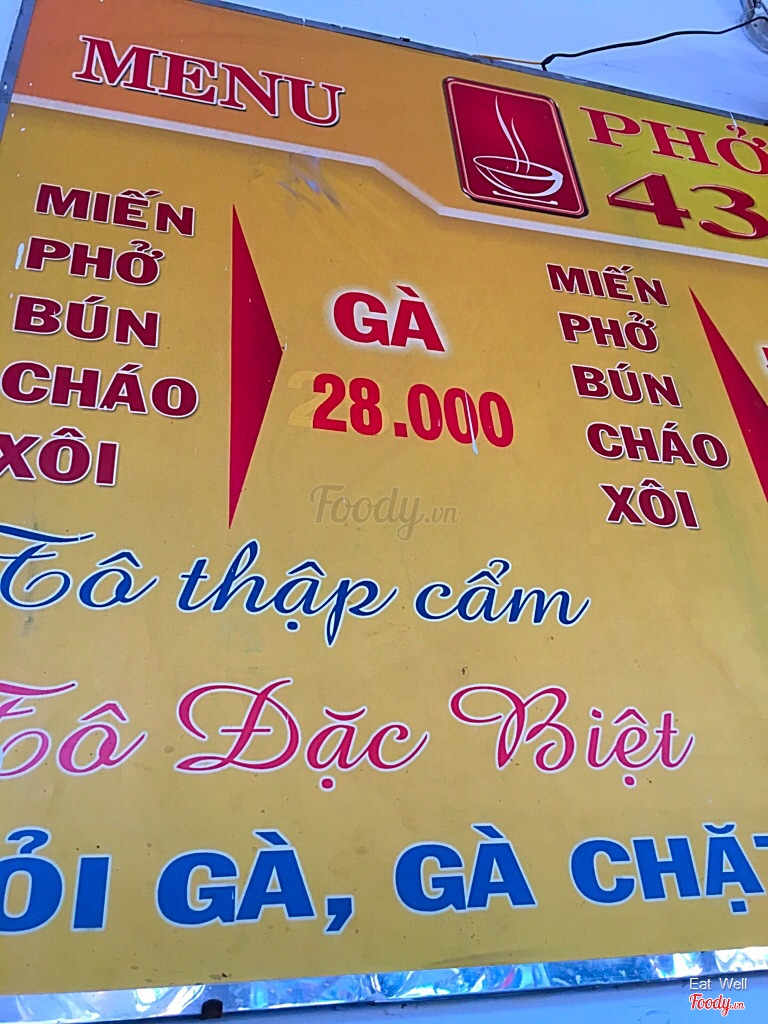 MENU
PHỞ
43
MIẾN
PHỞ
BÚN
CHÁO
XÔI
GÀ
28.000
MIẾN
PHỞ
BÚN
CHÁO
XÔI
Foody.vn
Tô thập cẩm
Tô Đặc Biệt
GÀ, GÀ CHẶT
Eat Well
Foody.vn